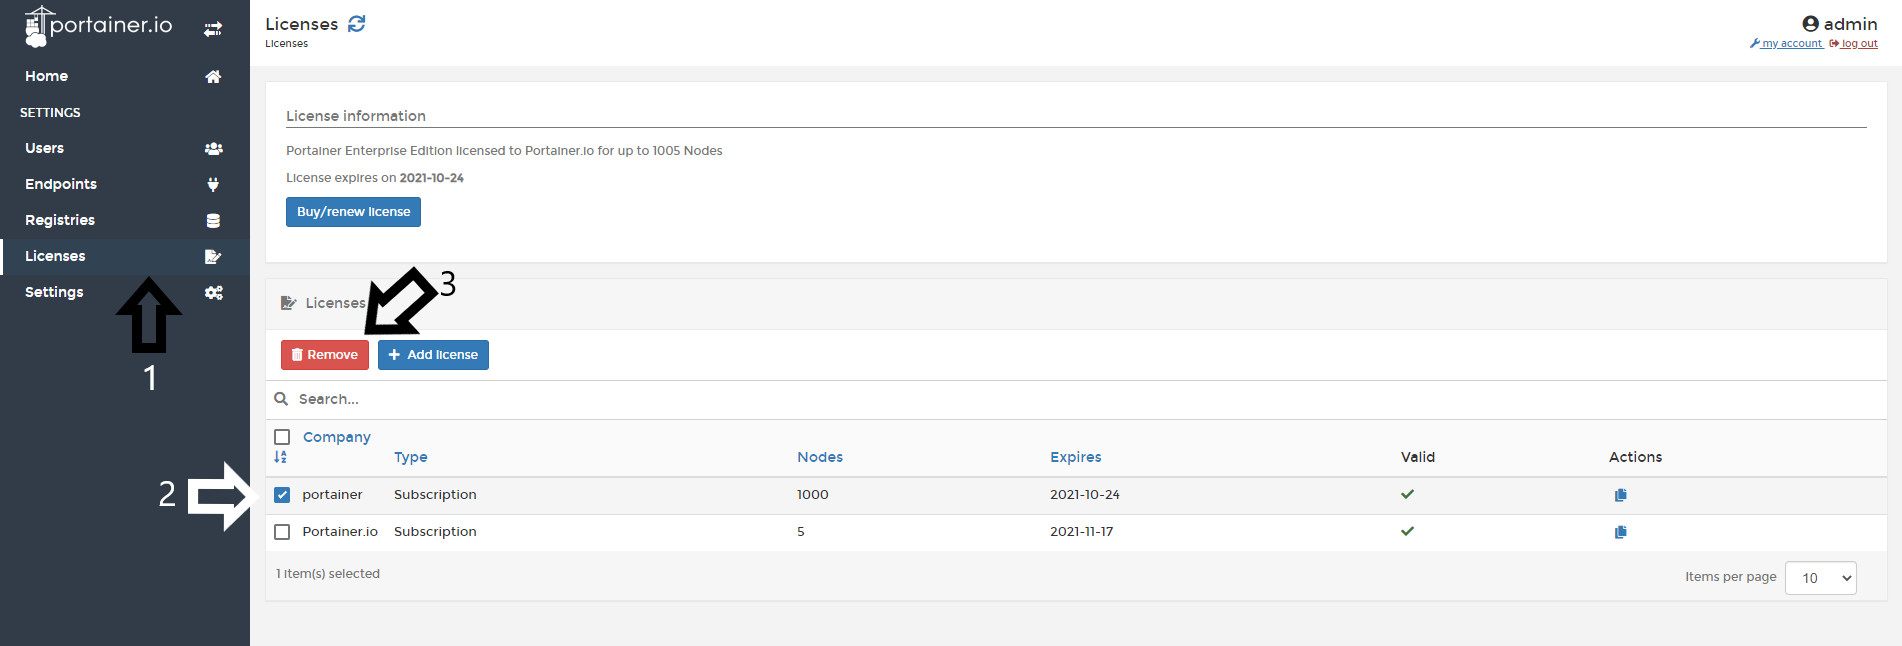 portainer.io
Home
SETTINGS
Users
Endpoints
Registries
Licenses
Settings
1
Licenses
Licenses
admin
my account log out
License information
Portainer Enterprise Edition licensed to Portainer.io for up to 1005 Nodes
License expires on 2021-10-24
Buy/renew license
3
Licenses
Remove + Add license
Search...
Company
Type Nodes Expires Valid Actions
2
portainer Subscription 1000 2021-10-24
Portainer.io Subscription 5 2021-11-17
1 item(s) selected
Items per page 10